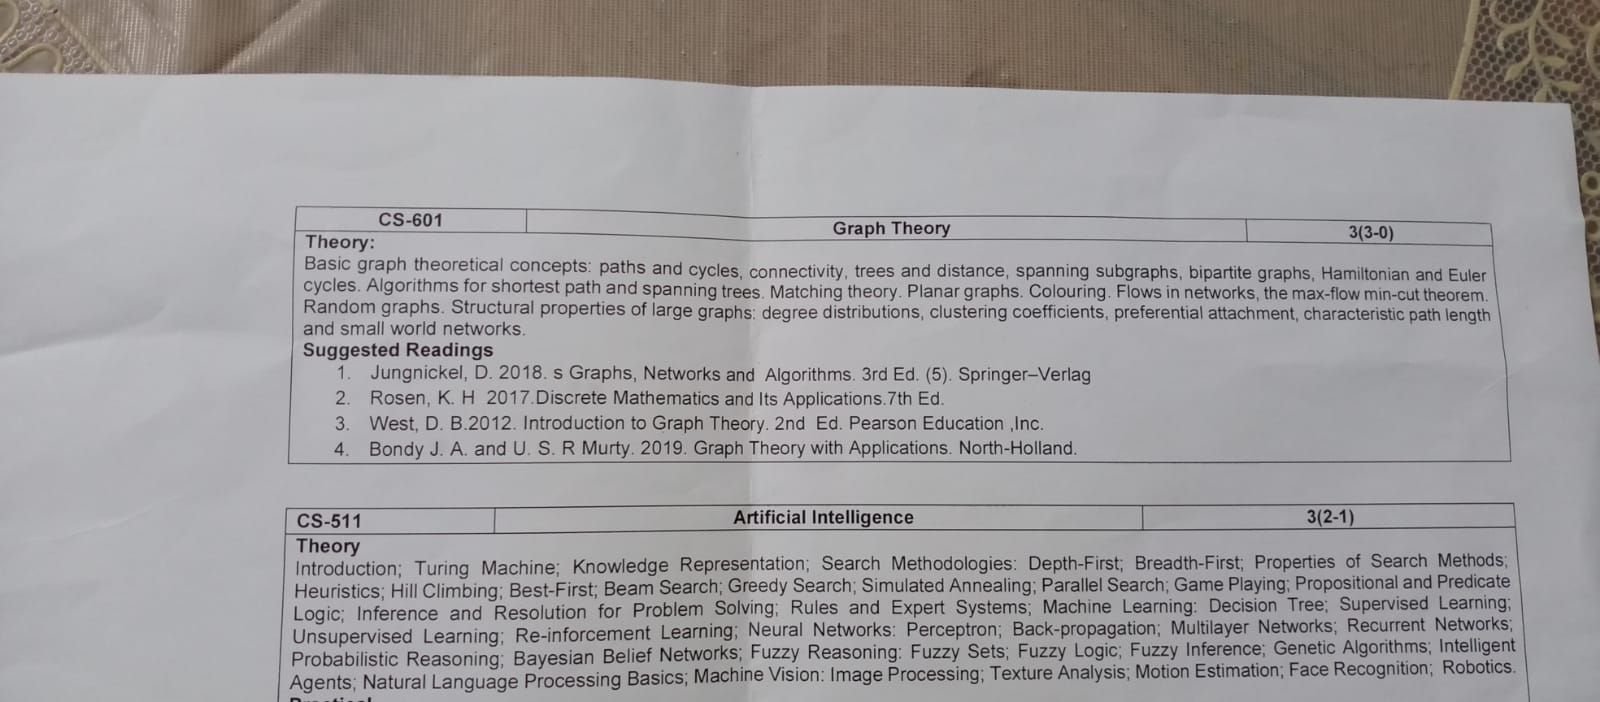 CS-601 Graph Theory 3(3-0)
Theory:
Basic graph theoretical concepts: paths and cycles, connectivity, trees and distance, spanning subgraphs, bipartite graphs, Hamiltonian and Euler
cycles. Algorithms for shortest path and spanning trees. Matching theory. Planar graphs. Colouring. Flows in networks, the max-flow min-cut theorem.
Random graphs. Structural properties of large graphs: degree distributions, clustering coefficients, preferential attachment, characteristic path length
and small world networks.
Suggested Readings
1. Jungnickel, D. 2018. s Graphs, Networks and Algorithms. 3rd Ed. (5). Springer–Verlag
2. Rosen, K. H 2017.Discrete Mathematics and Its Applications.7th Ed.
3. West, D. B.2012. Introduction to Graph Theory. 2nd Ed. Pearson Education ,Inc.
4. Bondy J. A. and U. S. R Murty. 2019. Graph Theory with Applications. North-Holland.
CS-511 Artificial Intelligence 3(2-1)
Theory
Introduction; Turing Machine; Knowledge Representation; Search Methodologies: Depth-First; Breadth-First; Properties of Search Methods;
Heuristics; Hill Climbing; Best-First; Beam Search; Greedy Search; Simulated Annealing; Parallel Search; Game Playing; Propositional and Predicate
Logic; Inference and Resolution for Problem Solving; Rules and Expert Systems; Machine Learning: Decision Tree; Supervised Learning;
Unsupervised Learning; Re-inforcement Learning; Neural Networks: Perceptron; Back-propagation; Multilayer Networks; Recurrent Networks;
Probabilistic Reasoning; Bayesian Belief Networks; Fuzzy Reasoning: Fuzzy Sets; Fuzzy Logic; Fuzzy Inference; Genetic Algorithms; Intelligent
Agents; Natural Language Processing Basics; Machine Vision: Image Processing; Texture Analysis; Motion Estimation; Face Recognition; Robotics.